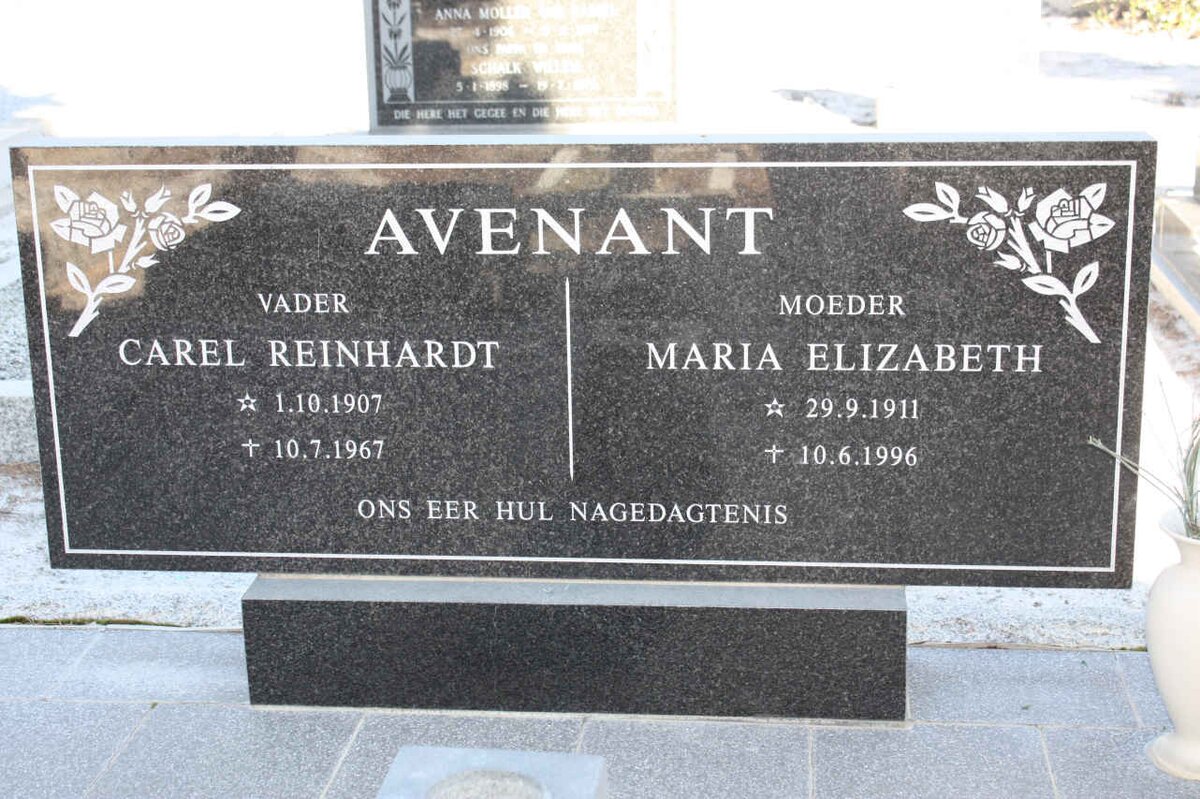 ANNA MOLLER
SCHALK WILLEM
5·1·1898 – 19
DIE HERE HET GEGEE EN DIE
AVENANT
VADER
CAREL REINHARDT
☆ 1.10.1907
✝ 10.7.1967
MOEDER
MARIA ELIZABETH
☆ 29.9.1911
✝ 10.6.1996
ONS EER HUL NAGEDAGTENIS